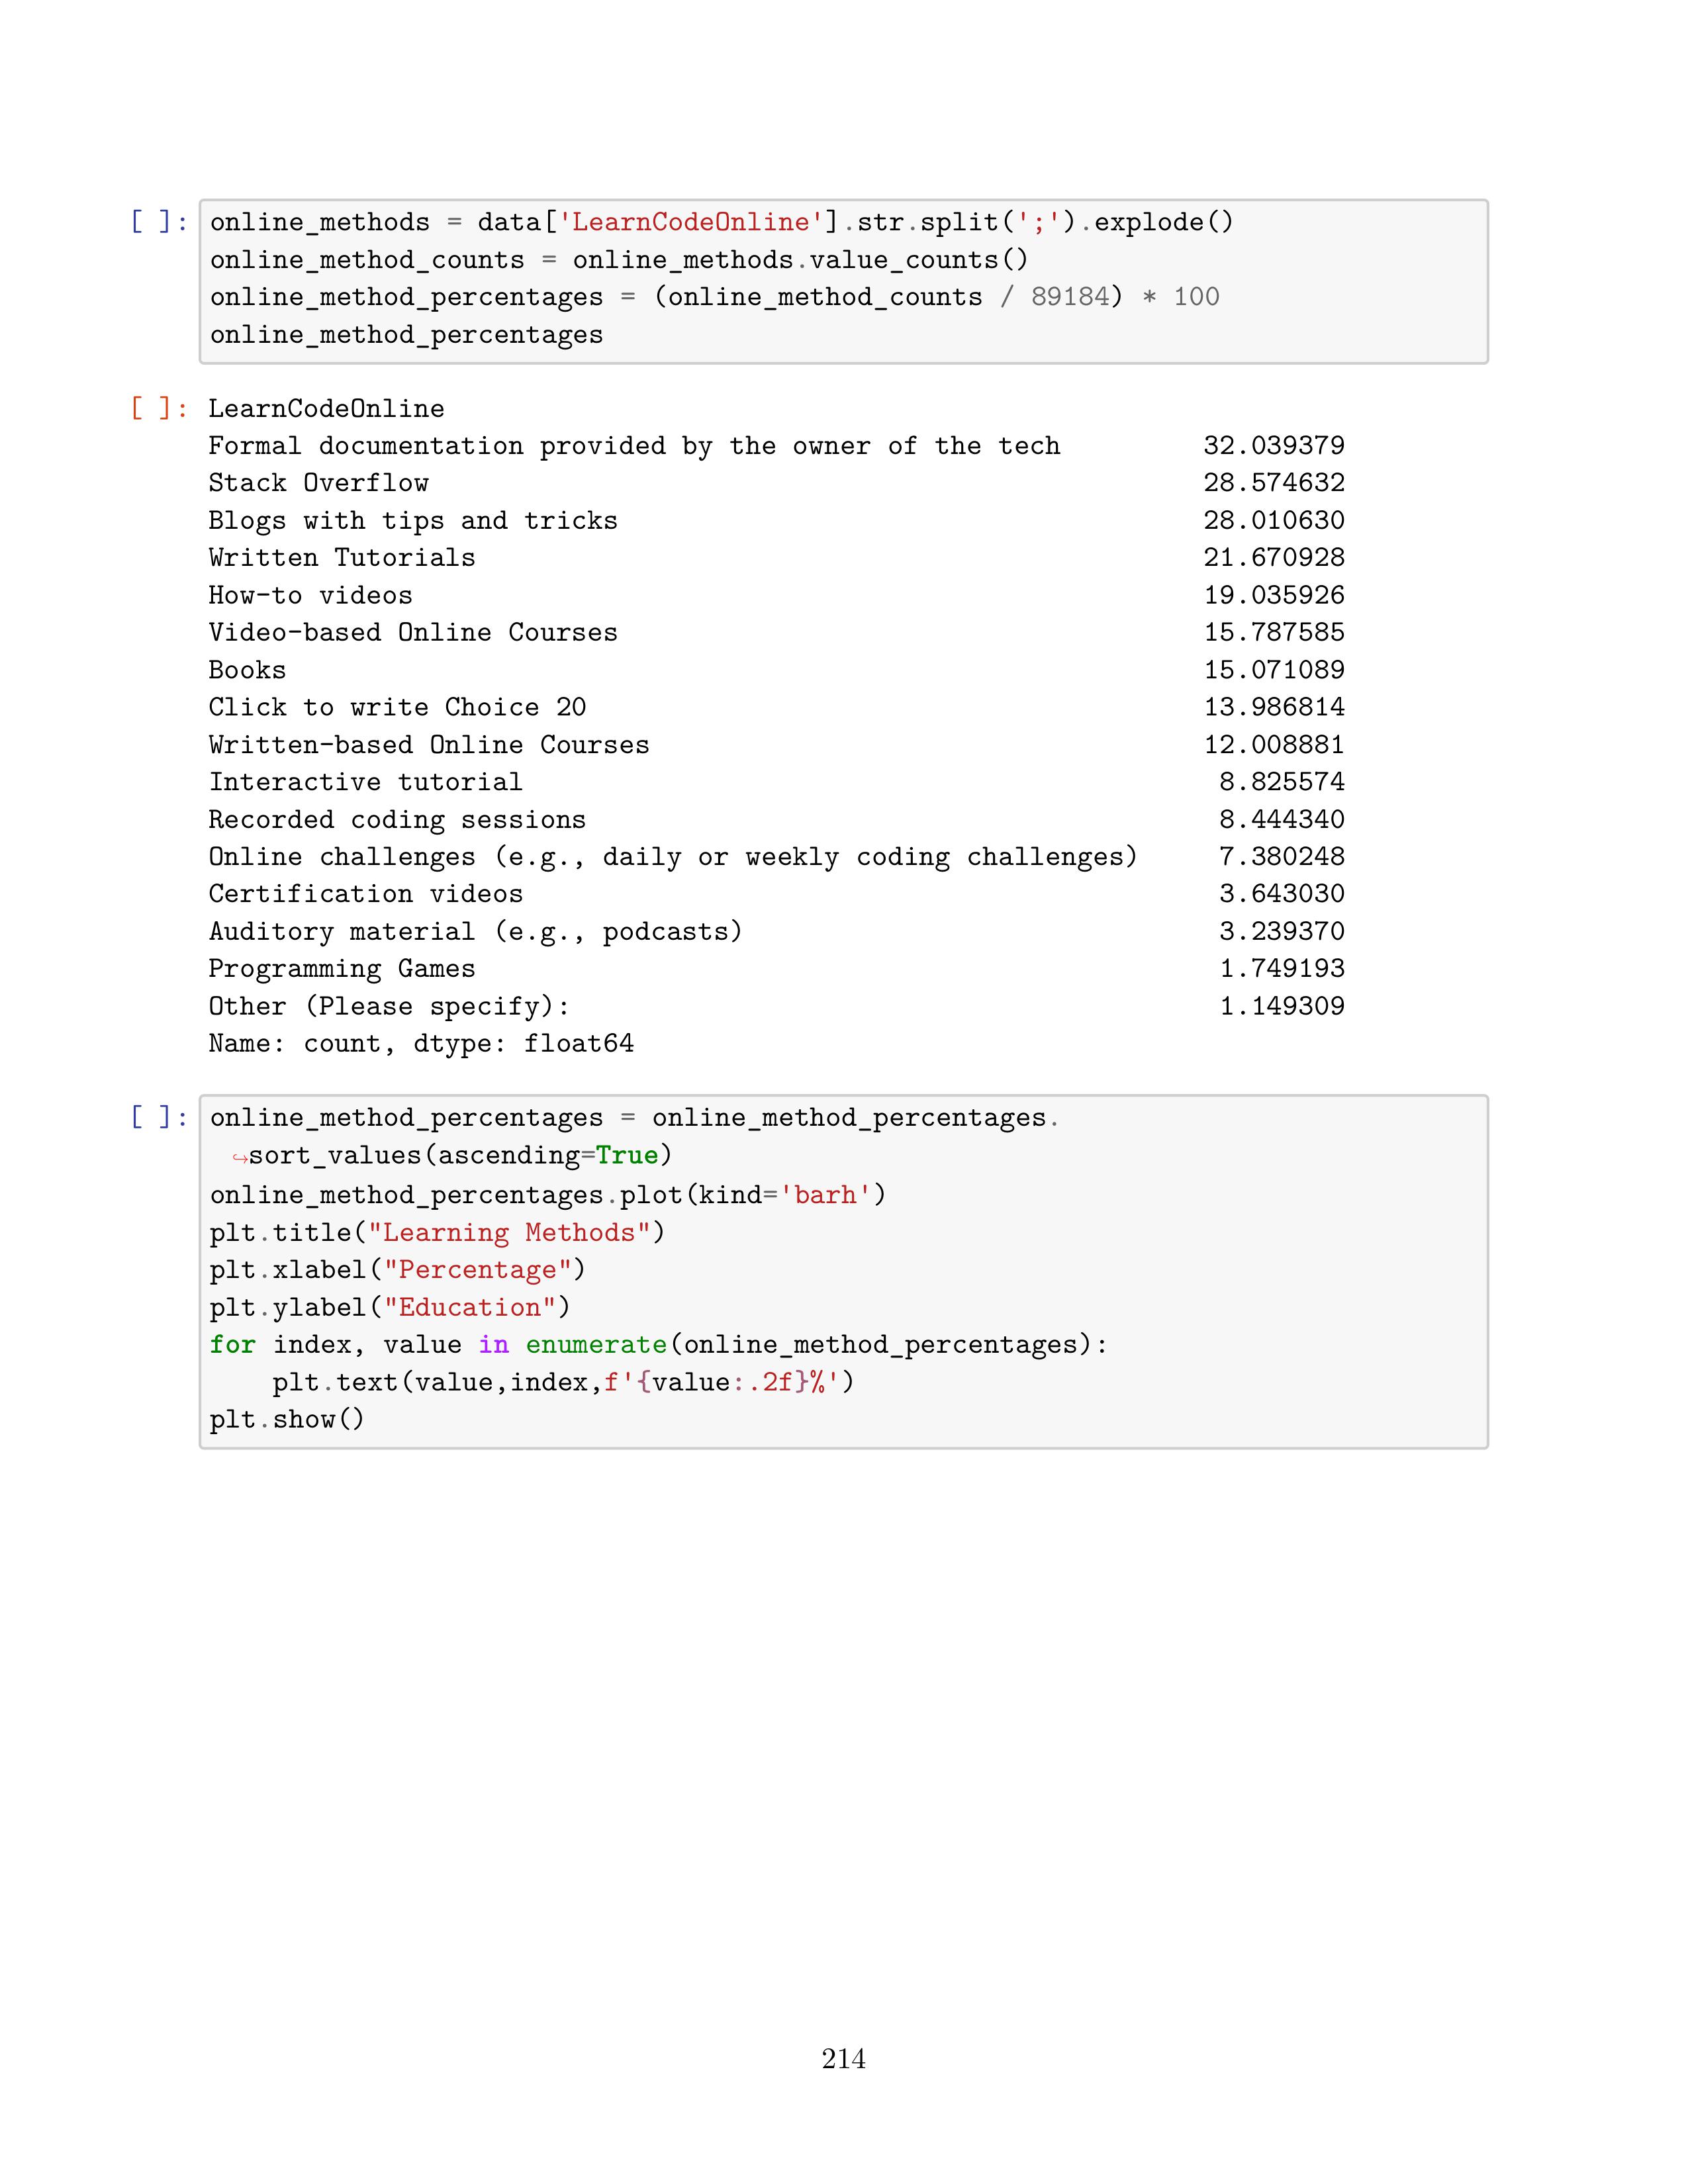 [ ]: online_methods = data['LearnCodeOnline'].str.split(';').explode()
online_method_counts = online_methods.value_counts()
online_method_percentages = (online_method_counts / 89184) * 100
online_method_percentages
[ ]: LearnCodeOnline
Formal documentation provided by the owner of the tech 32.039379
Stack Overflow 28.574632
Blogs with tips and tricks 28.010630
Written Tutorials 21.670928
How-to videos 19.035926
Video-based Online Courses 15.787585
Books 15.071089
Click to write Choice 20 13.986814
Written-based Online Courses 12.008881
Interactive tutorial 8.825574
Recorded coding sessions 8.444340
Online challenges (e.g., daily or weekly coding challenges) 7.380248
Certification videos 3.643030
Auditory material (e.g., podcasts) 3.239370
Programming Games 1.749193
Other (Please specify): 1.149309
Name: count, dtype: float64
[ ]: online_method_percentages = online_method_percentages.
↪sort_values(ascending=True)
online_method_percentages.plot(kind='barh')
plt.title("Learning Methods")
plt.xlabel("Percentage")
plt.ylabel("Education")
for index, value in enumerate(online_method_percentages):
    plt.text(value,index,f'{value:.2f}%')
plt.show()
214